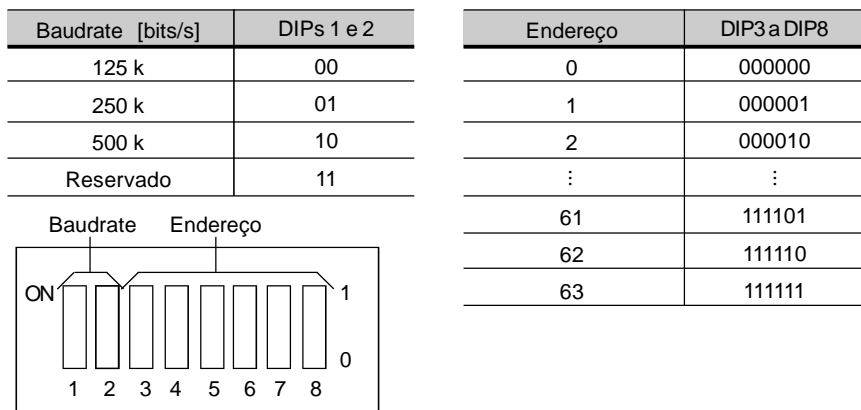 Baudrate [bits/s] DIPs 1 e 2
125 k 00
250 k 01
500 k 10
Reservado 11
Baudrate Endereço
ON 1
0
1 2 3 4 5 6 7 8
Endereço DIP3 a DIP8
0 000000
1 000001
2 000010
⋮ ⋮
61 111101
62 111110
63 111111